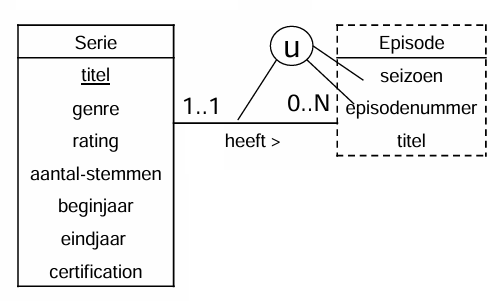 Serie
titel
genre
rating
aantal-stemmen
beginjaar
eindjaar
certification
1..1
heeft >
0..N
u
Episode
seizoen
episodenummer
titel